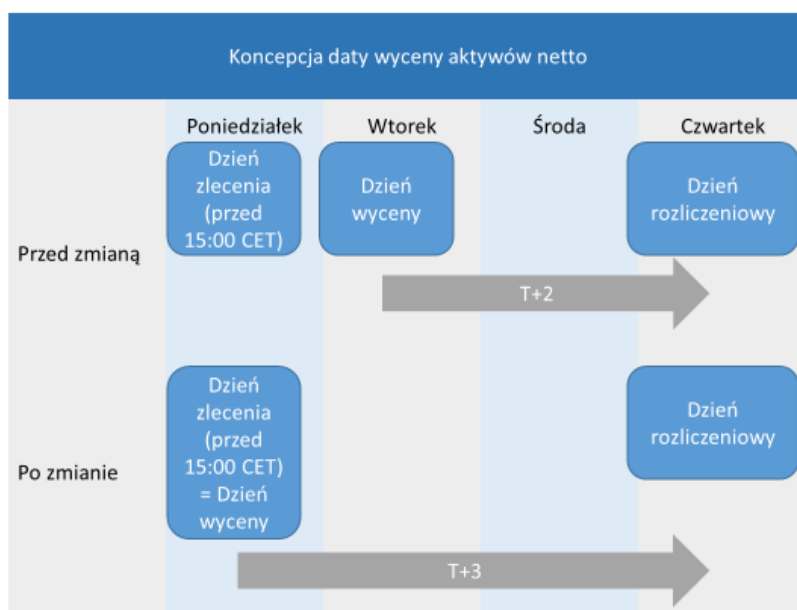 Koncepcja daty wyceny aktywów netto
Poniedziałek
Wtorek
Środa
Czwartek
Przed zmianą
Dzień
zlecenia
(przed
15:00 CET)
Dzień
wyceny
Dzień
rozliczeniowy
T+2
Po zmianie
Dzień
zlecenia
(przed
15:00 CET)
= Dzień
wyceny
Dzień
rozliczeniowy
T+3